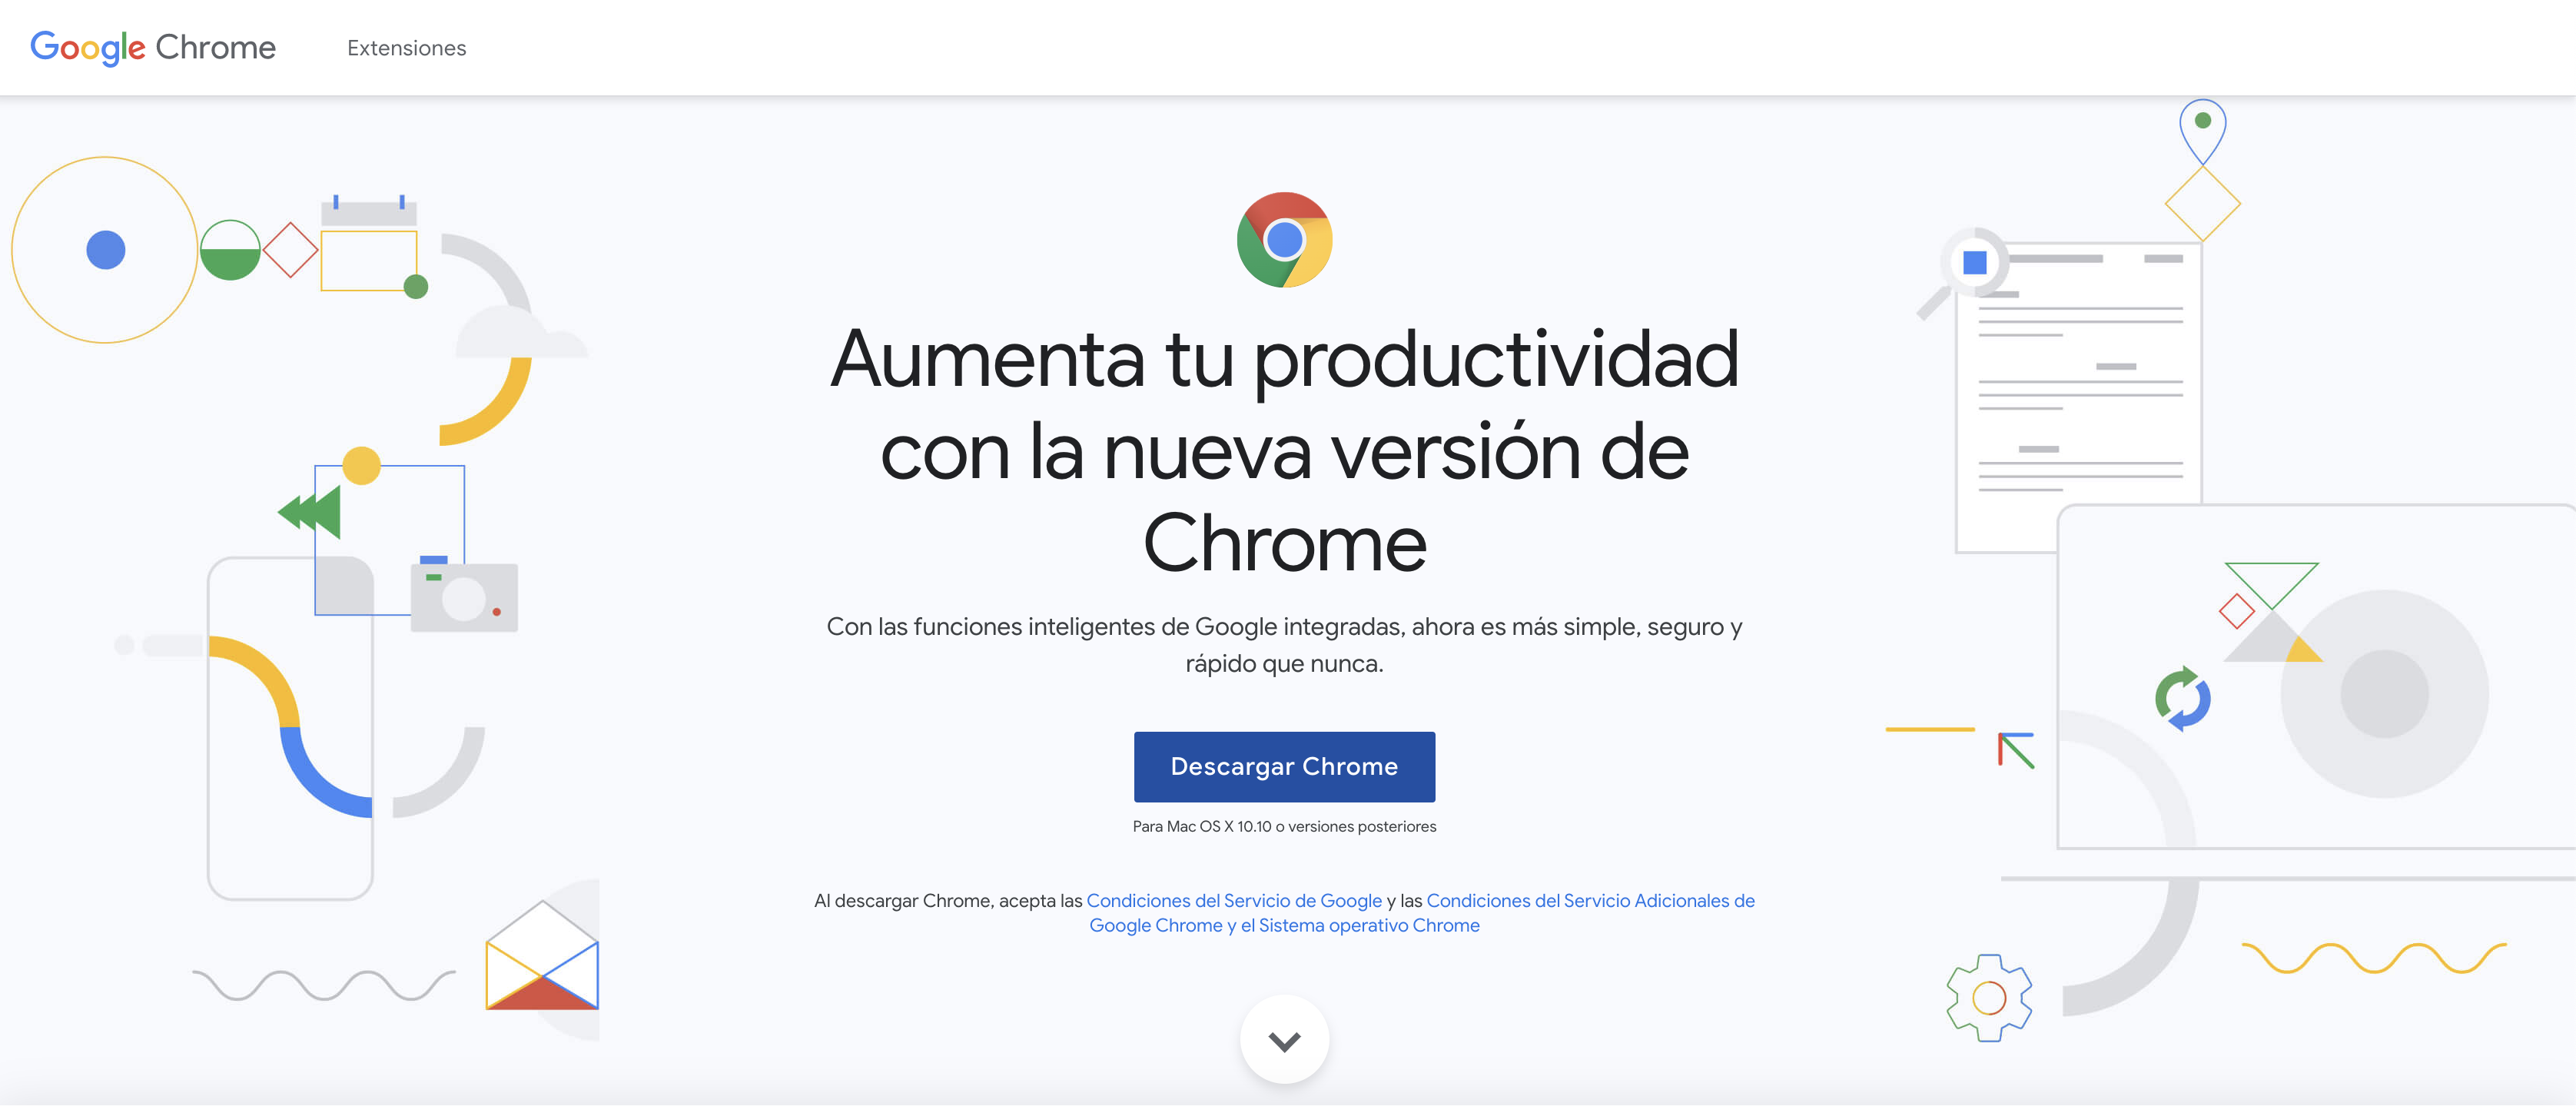 Google Chrome
Extensiones
Aumenta tu productividad
con la nueva versión de
Chrome
Con las funciones inteligentes de Google integradas, ahora es más simple, seguro y
rápido que nunca.
Descargar Chrome
Para Mac OS X 10.10 o versiones posteriores
Al descargar Chrome, acepta las Condiciones del Servicio de Google y las Condiciones del Servicio Adicionales de
Google Chrome y el Sistema operativo Chrome